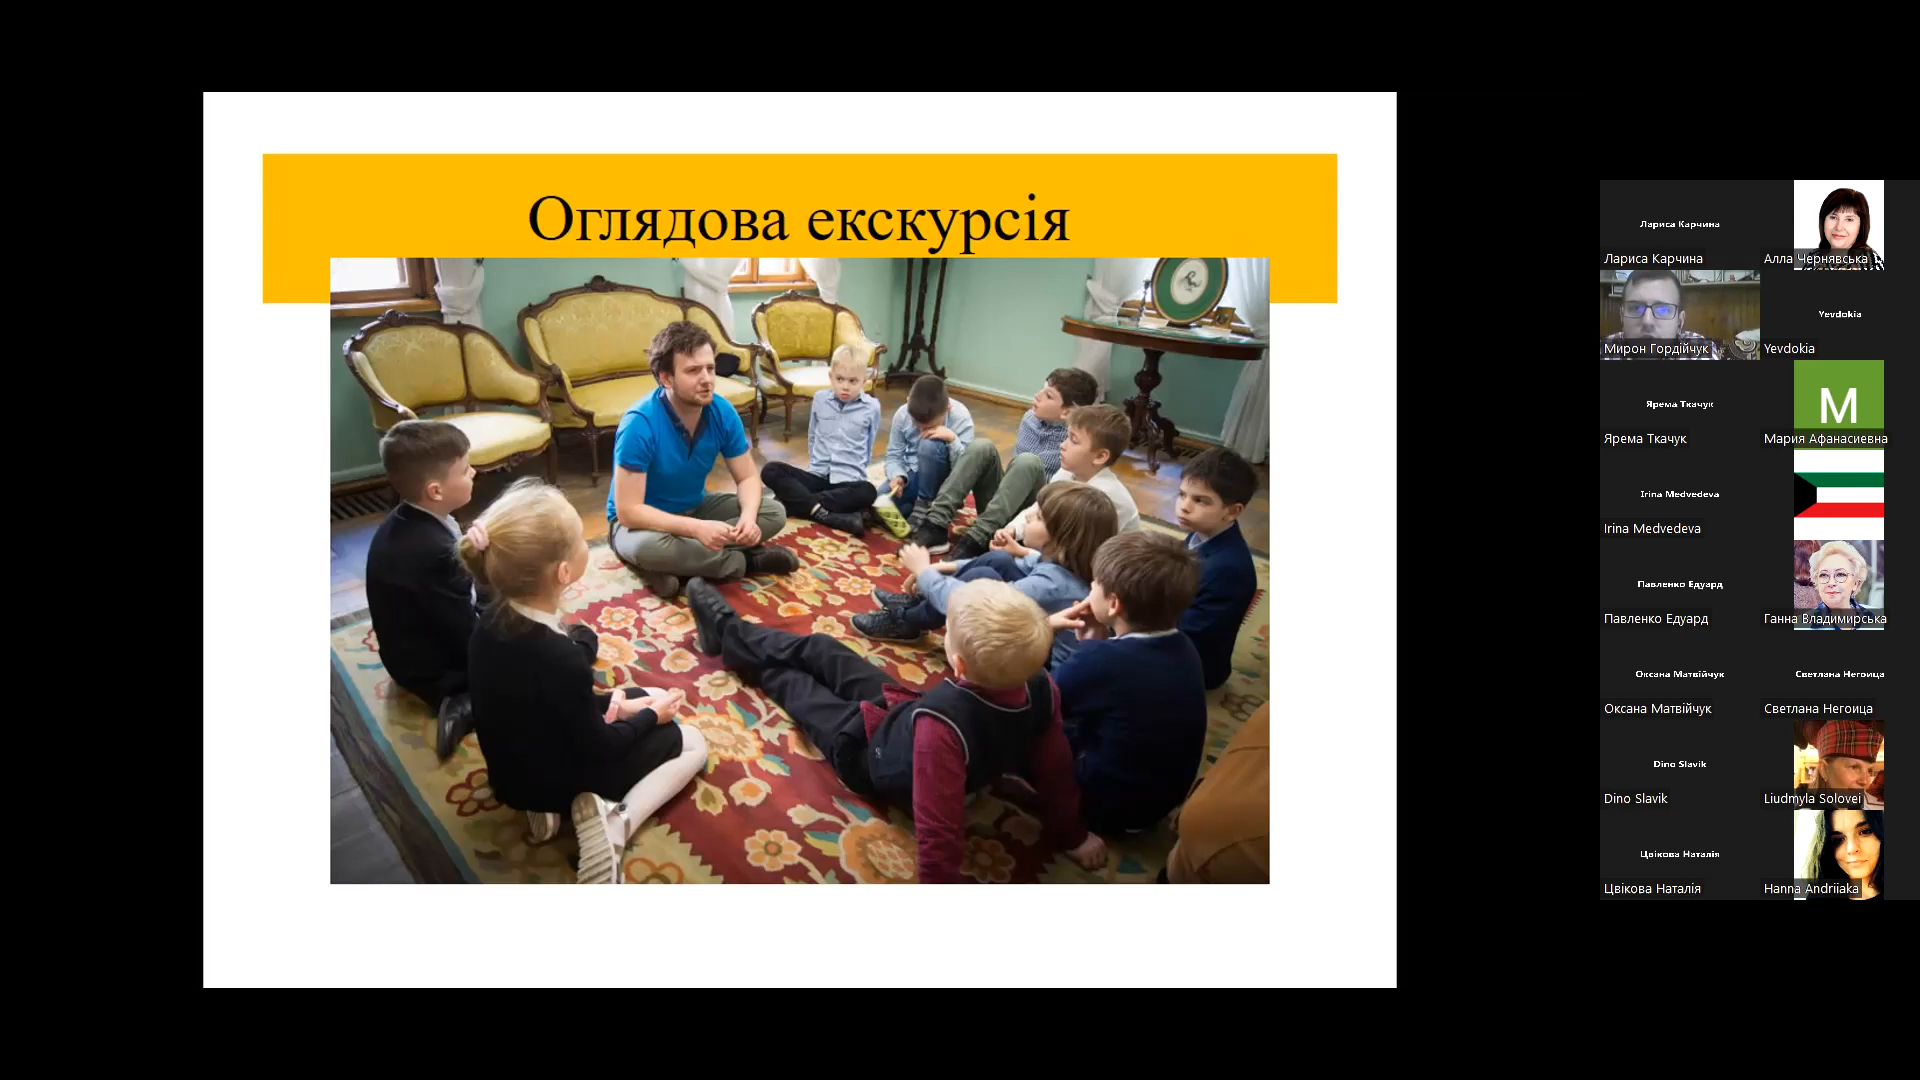 Оглядова екскурсія
Лариса Карчина
Лариса Карчина
Алла Чернявська
Мирон Гордійчук
Yevdokia
Yevdokia
Ярема Ткачук
Ярема Ткачук
M
Мария Афанасиевна
Irina Medvedeva
Irina Medvedeva
Павленко Едуард
Павленко Едуард
Ганна Владимирська
Оксана Матвійчук
Оксана Матвійчук
Светлана Негоица
Светлана Негоица
Dino Slavik
Dino Slavik
Liudmyla Solovei
Цвікова Наталія
Цвікова Наталія
Hanna Andriiaka